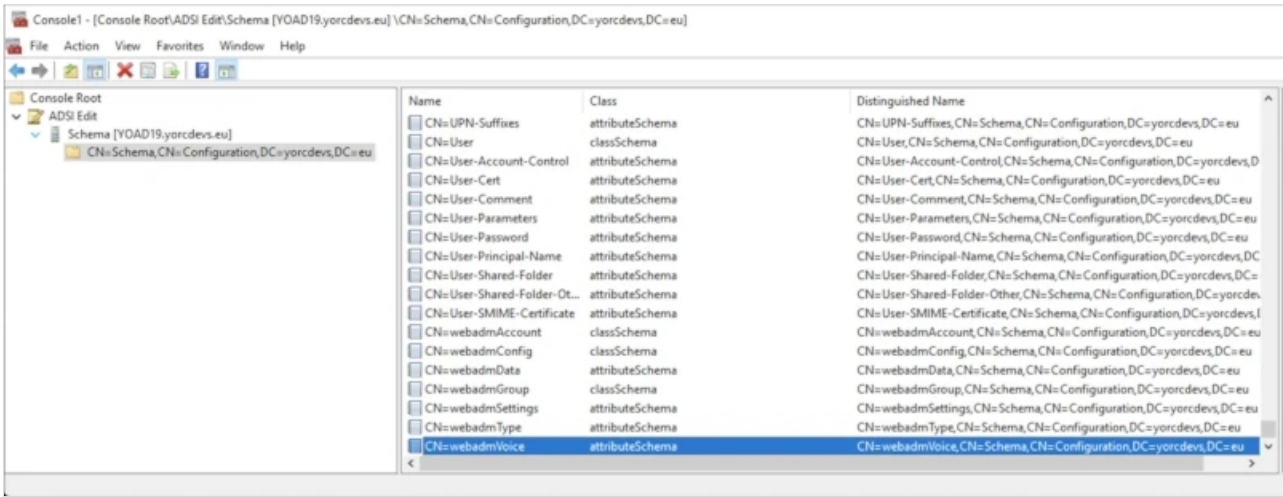 Console1 - [Console Root\ADSI Edit\Schema [YOAD19.yorcdevs.eu] \CN=Schema,CN=Configuration,DC=yorcdevs,DC=eu]
File Action View Favorites Window Help
Console Root
ADSI Edit
Schema [YOAD19.yorcdevs.eu]
CN=Schema,CN=Configuration,DC=yorcdevs,DC=eu
Name Class Distinguished Name
CN=UPN-Suffixes attributeSchema CN=UPN-Suffixes,CN=Schema,CN=Configuration,DC=yorcdevs,DC=eu
CN=User classSchema CN=User,CN=Schema,CN=Configuration,DC=yorcdevs,DC=eu
CN=User-Account-Control attributeSchema CN=User-Account-Control,CN=Schema,CN=Configuration,DC=yorcdevs,D
CN=User-Cert attributeSchema CN=User-Cert,CN=Schema,CN=Configuration,DC=yorcdevs,DC=eu
CN=User-Comment attributeSchema CN=User-Comment,CN=Schema,CN=Configuration,DC=yorcdevs,DC=eu
CN=User-Parameters attributeSchema CN=User-Parameters,CN=Schema,CN=Configuration,DC=yorcdevs,DC=eu
CN=User-Password attributeSchema CN=User-Password,CN=Schema,CN=Configuration,DC=yorcdevs,DC=eu
CN=User-Principal-Name attributeSchema CN=User-Principal-Name,CN=Schema,CN=Configuration,DC=yorcdevs,DC
CN=User-Shared-Folder attributeSchema CN=User-Shared-Folder,CN=Schema,CN=Configuration,DC=yorcdevs,DC=
CN=User-Shared-Folder-Ot... attributeSchema CN=User-Shared-Folder-Other,CN=Schema,CN=Configuration,DC=yorcdev
CN=User-SMIME-Certificate attributeSchema CN=User-SMIME-Certificate,CN=Schema,CN=Configuration,DC=yorcdevs,
CN=webadmAccount classSchema CN=webadmAccount,CN=Schema,CN=Configuration,DC=yorcdevs,DC=eu
CN=webadmConfig classSchema CN=webadmConfig,CN=Schema,CN=Configuration,DC=yorcdevs,DC=eu
CN=webadmData attributeSchema CN=webadmData,CN=Schema,CN=Configuration,DC=yorcdevs,DC=eu
CN=webadmGroup classSchema CN=webadmGroup,CN=Schema,CN=Configuration,DC=yorcdevs,DC=eu
CN=webadmSettings attributeSchema CN=webadmSettings,CN=Schema,CN=Configuration,DC=yorcdevs,DC=eu
CN=webadmType attributeSchema CN=webadmType,CN=Schema,CN=Configuration,DC=yorcdevs,DC=eu
CN=webadmVoice attributeSchema CN=webadmVoice,CN=Schema,CN=Configuration,DC=yorcdevs,DC=eu